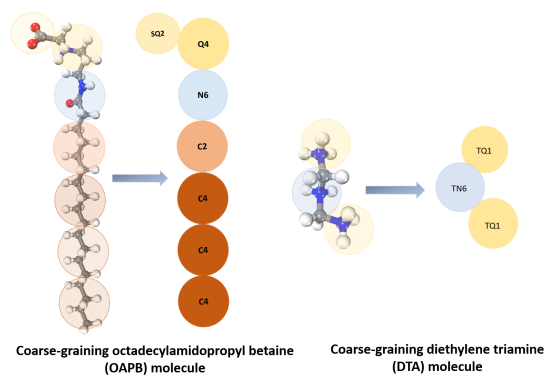 SQ2
Q4
N6
C2
C4
C4
C4
TQ1
TN6
TQ1
Coarse-graining octadecylamidopropyl betaine
(OAPB) molecule
Coarse-graining diethylene triamine
(DTA) molecule